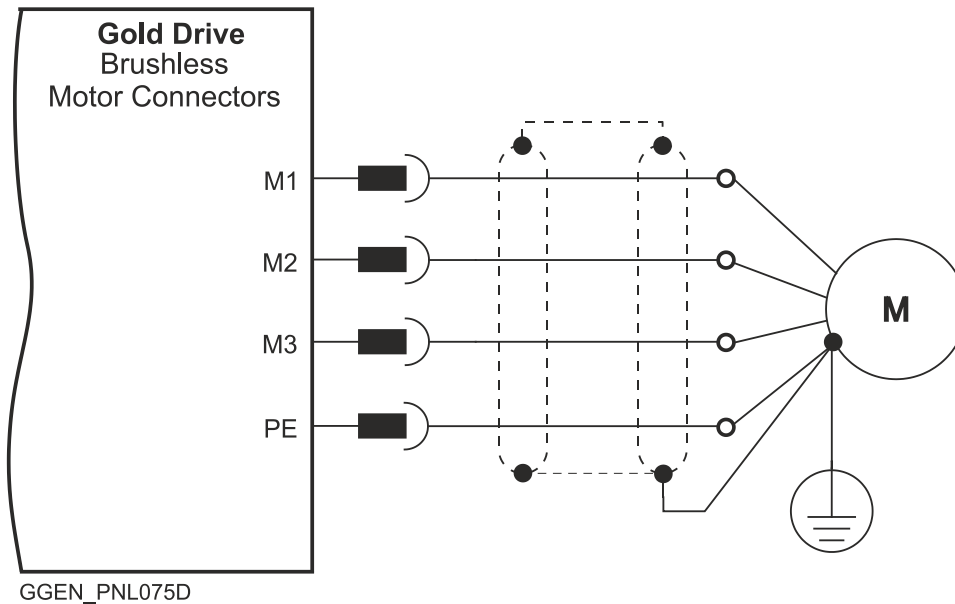 Gold Drive
Brushless
Motor Connectors
M1
M2
M3
PE
M
GGEN_PNL075D